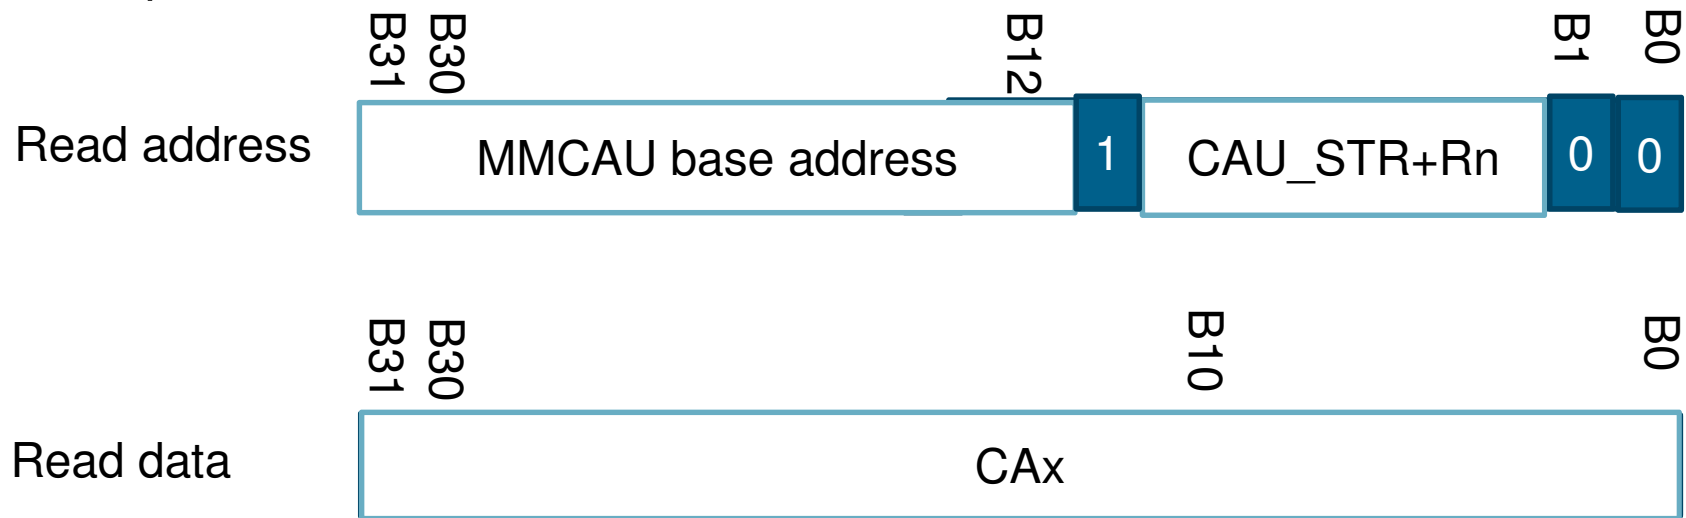 B31 B30 B12 B1 B0
Read address MMCAU base address 1 CAU_STR+Rn 0 0
B31 B30 B10 B0
Read data CAx